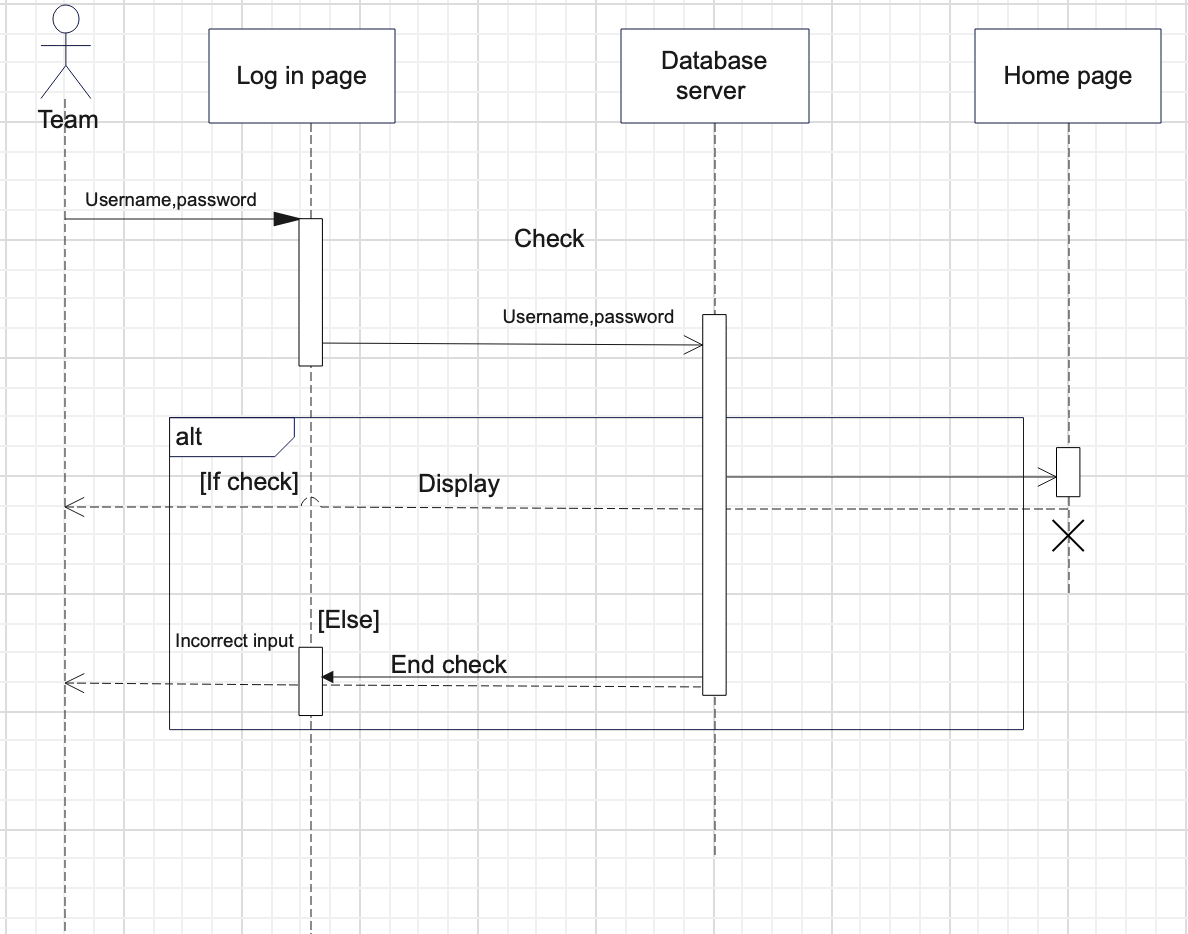 Team
Log in page
Database
server
Home page
Username,password
Check
Username,password
alt
[If check]
Display
[Else]
Incorrect input
End check